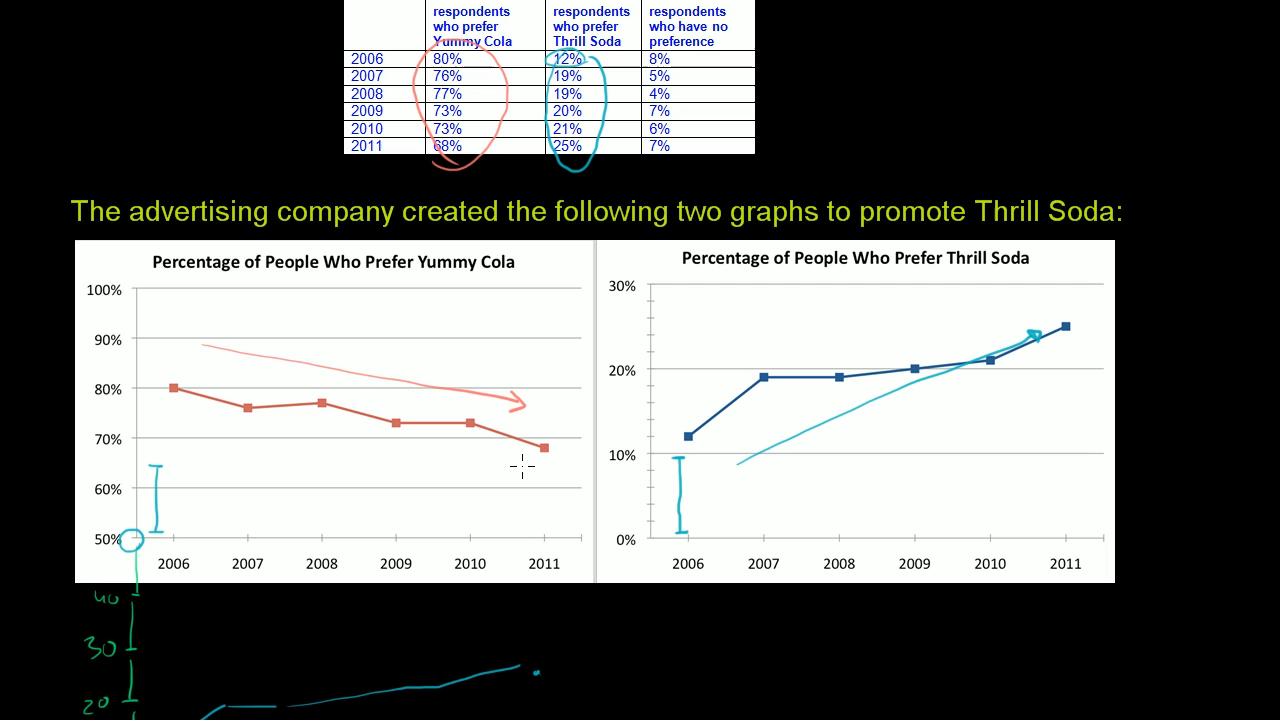 respondents who prefer Yummy Cola respondents who prefer Thrill Soda respondents who have no preference
2006 80% 12% 8%
2007 76% 19% 5%
2008 77% 19% 4%
2009 73% 20% 7%
2010 73% 21% 6%
2011 68% 25% 7%
The advertising company created the following two graphs to promote Thrill Soda:
Percentage of People Who Prefer Yummy Cola
100%
90%
80%
70%
60%
50%
2006 2007 2008 2009 2010 2011
40
30
20
Percentage of People Who Prefer Thrill Soda
30%
20%
10%
0%
2006 2007 2008 2009 2010 2011